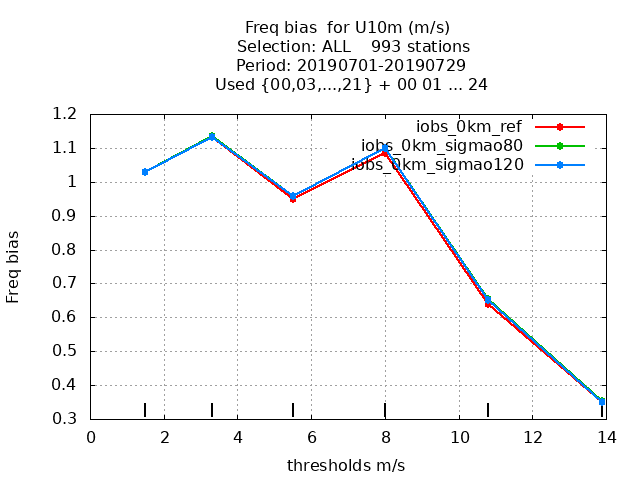 Freq bias  for U10m (m/s)
Selection: ALL    993 stations
Period: 20190701-20190729
Used {00,03,...,21} + 00 01 ... 24
iobs_0km_ref
iobs_0km_sigmao80
iobs_0km_sigmao120
1.2
1.1
1
0.9
0.8
0.7
0.6
0.5
0.4
0.3
Freq bias
0 2 4 6 8 10 12 14
thresholds m/s